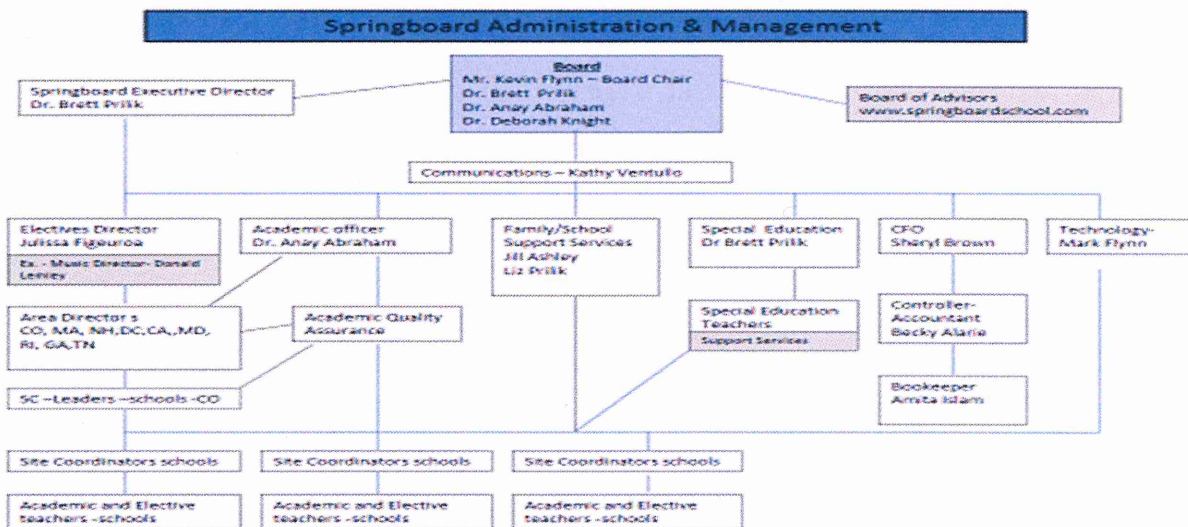 Springboard Administration & Management
Board
Mr. Kevin Flynn – Board Chair
Dr. Brett Prilik
Dr. Anay Abraham
Dr. Deborah Knight
Springboard Executive Director
Dr. Brett Prilik
Board of Advisors
www.springboardschool.com
Communications – Kathy Ventullo
Electives Director
Julissa Figeuroa
Ex. - Music Director- Donald
Lemley
Academic officer
Dr. Anay Abraham
Family/School
Support Services
Jill Ashley
Liz Prilik
Special Education
Dr Brett Prilik
CFO
Sheryl Brown
Technology-
Mark Flynn
Area Director s
CO, MA, NH,DC,CA,,MD,
RI, GA,TN
Academic Quality
Assurance
Special Education
Teachers
Support Services
Controller-
Accountant
Becky Alarie
SC –Leaders –schools -CO
Bookeeper
Amita Islam
Site Coordinators schools
Site Coordinators schools
Site Coordinators schools
Academic and Elective
teachers -schools
Academic and Elective
teachers -schools
Academic and Elective
teachers -schools